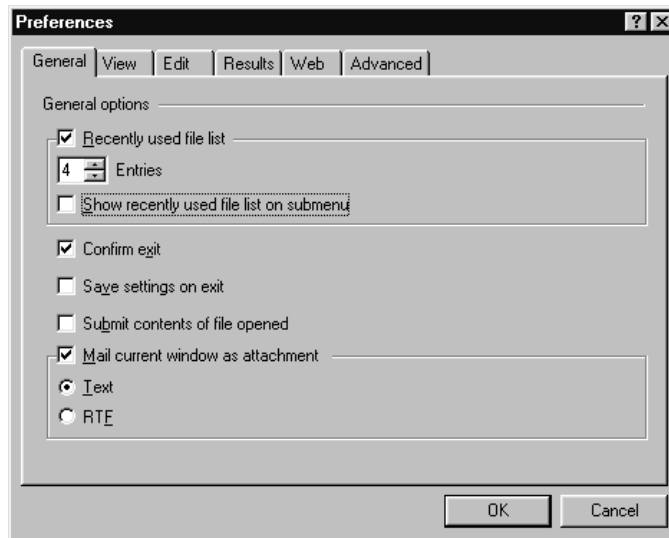 Preferences
General View Edit Results Web Advanced
General options
Recently used file list
4 Entries
Show recently used file list on submenu
Confirm exit
Save settings on exit
Submit contents of file opened
Mail current window as attachment
Text
RTF
OK Cancel